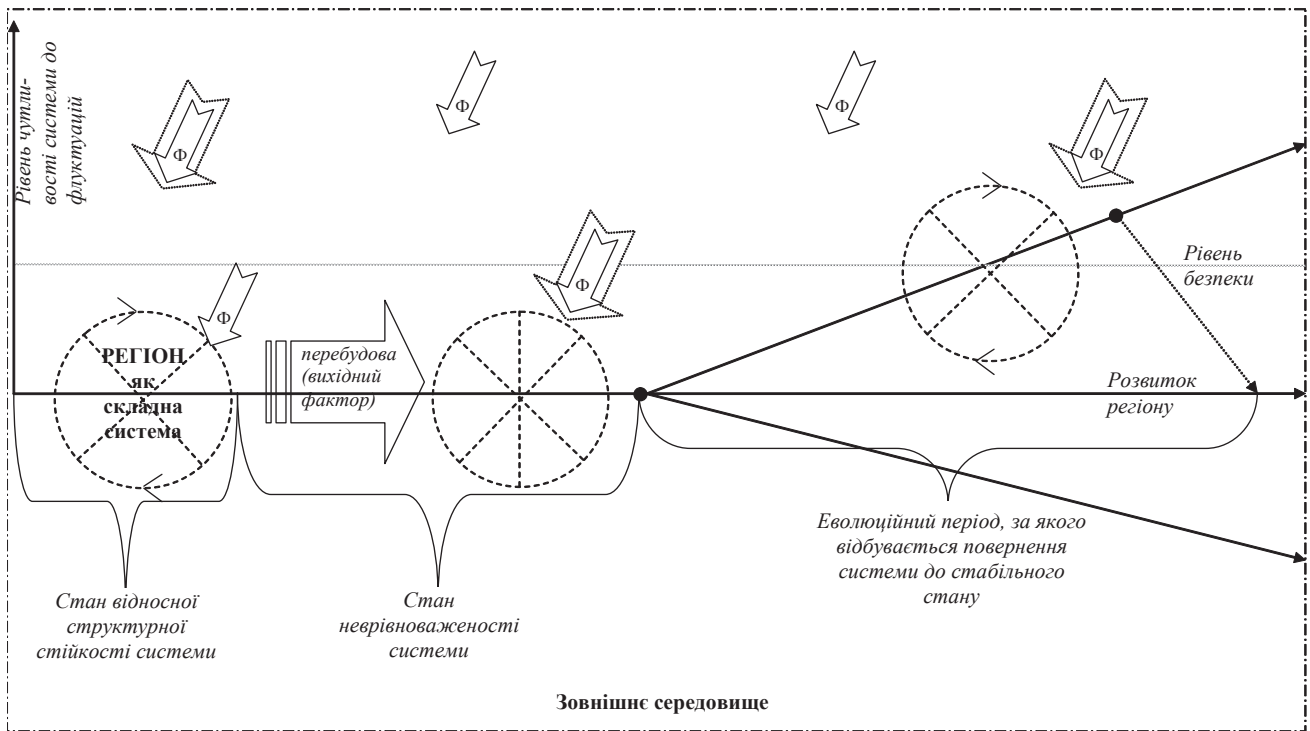 Рівень чутли-
вості системи до
флуктуацій
Ф
Ф
Ф
Ф
Ф
Ф
Рівень
безпеки
РЕГІОН
як
складна
система
перебудова
(вихідний
фактор)
Розвиток
регіону
Стан відносної
структурної
стійкості системи
Стан
неврівноваженості
системи
Еволюційний період, за якого
відбувається повернення
системи до стабільного
стану
Зовнішнє середовище